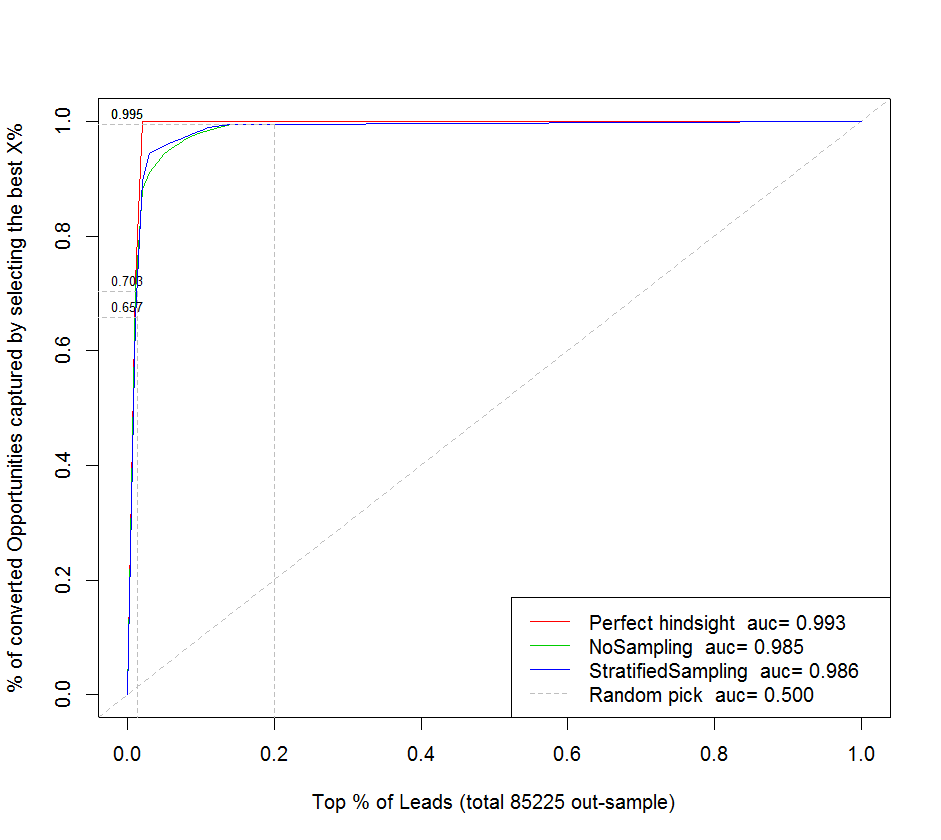 % of converted Opportunities captured by selecting the best X%
1.0
0.8
0.6
0.4
0.2
0.0
0.995
0.703
0.657
Perfect hindsight auc= 0.993
NoSampling auc= 0.985
StratifiedSampling auc= 0.986
Random pick auc= 0.500
0.0 0.2 0.4 0.6 0.8 1.0
Top % of Leads (total 85225 out-sample)